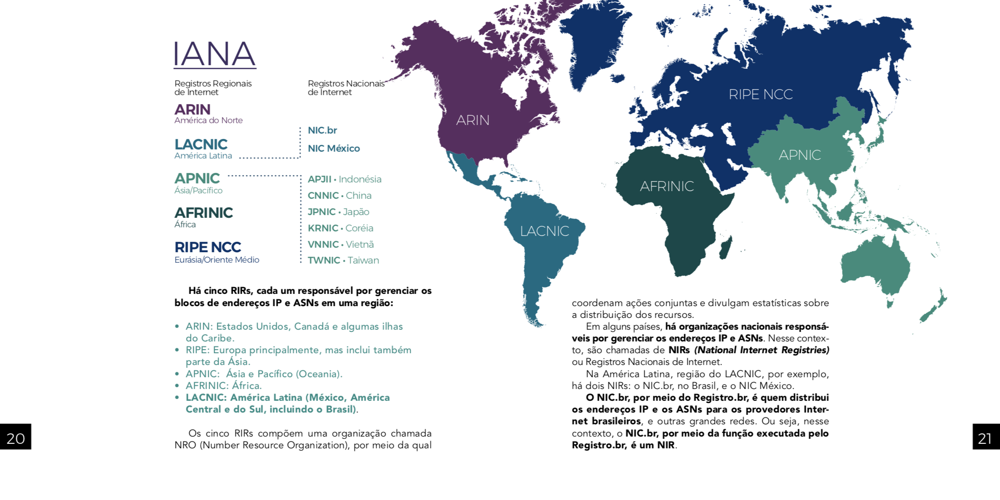 IANA
Registros Regionais
de Internet
ARIN
América do Norte
LACNIC
América Latina
APNIC
Ásia/Pacífico
AFRINIC
África
RIPE NCC
Eurásia/Oriente Médio
Registros Nacionais
de Internet
NIC.br
NIC México
APJII • Indonésia
CNNIC • China
JPNIC • Japão
KRNIC • Coréia
VNNIC • Vietnã
TWNIC • Taiwan
ARIN
RIPE NCC
APNIC
AFRINIC
LACNIC
Há cinco RIRs, cada um responsável por gerenciar os
blocos de endereços IP e ASNs em uma região:
• ARIN: Estados Unidos, Canadá e algumas ilhas
do Caribe.
• RIPE: Europa principalmente, mas inclui também
parte da Ásia.
• APNIC: Ásia e Pacífico (Oceania).
• AFRINIC: África.
• LACNIC: América Latina (México, América
Central e do Sul, incluindo o Brasil).
Os cinco RIRs compõem uma organização chamada
NRO (Number Resource Organization), por meio da qual
20
coordenam ações conjuntas e divulgam estatísticas sobre
a distribuição dos recursos.
Em alguns países, há organizações nacionais responsá-
veis por gerenciar os endereços IP e ASNs. Nesse contex-
to, são chamadas de NIRs (National Internet Registries)
ou Registros Nacionais de Internet.
Na América Latina, região do LACNIC, por exemplo,
há dois NIRs: o NIC.br, no Brasil, e o NIC México.
O NIC.br, por meio do Registro.br, é quem distribui
os endereços IP e os ASNs para os provedores Inter-
net brasileiros, e outras grandes redes. Ou seja, nesse
contexto, o NIC.br, por meio da função executada pelo
Registro.br, é um NIR.
21